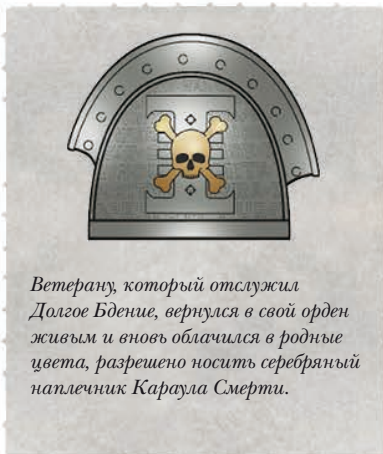 Ветерану, который отслужил
Долгое Бдение, вернулся в свой орден
живым и вновь облачился в родные
цвета, разрешено носить серебряный
наплечник Караула Смерти.